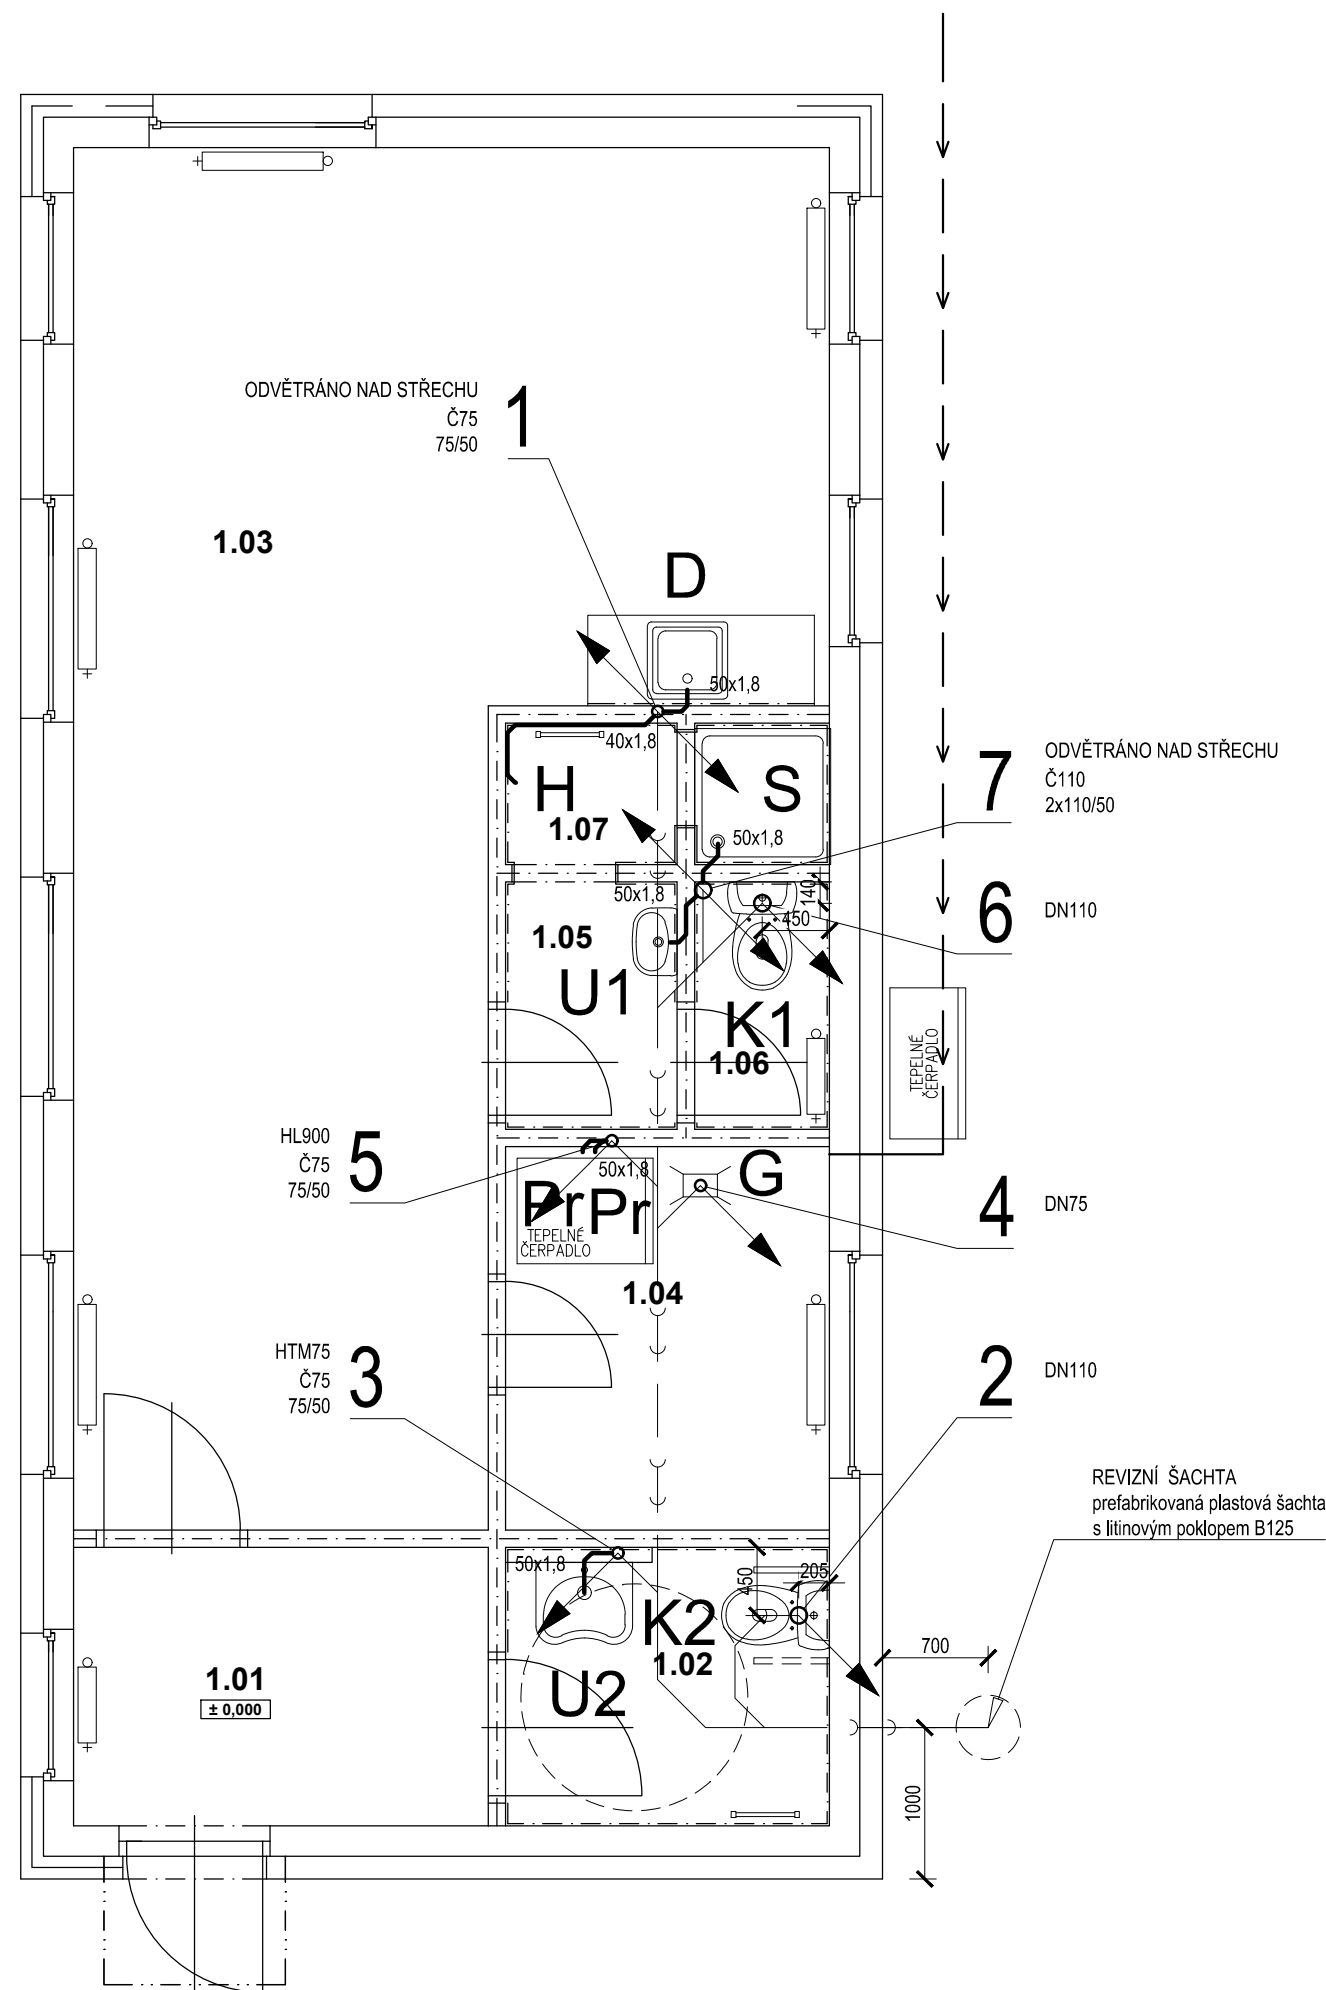 ODVĚTRÁNO NAD STŘECHU
Č75
75/50
1
1.03
D
50x1,8
40x1,8
H
1.07
S
50x1,8
7
ODVĚTRÁNO NAD STŘECHU
Č110
2x110/50
50x1,8
140
450
6
DN110
1.05
U1
K1
1.06
TEPELNÉ
ČERPADLO
HL900
Č75
75/50
5
50x1,8
G
Pr
Pr
TEPELNÉ
ČERPADLO
4
DN75
1.04
HTM75
Č75
75/50
3
2
DN110
REVIZNÍ ŠACHTA
prefabrikovaná plastová šachta
s litinovým poklopem B125
50x1,8
450
205
K2
1.02
U2
700
1.01
± 0,000
1000